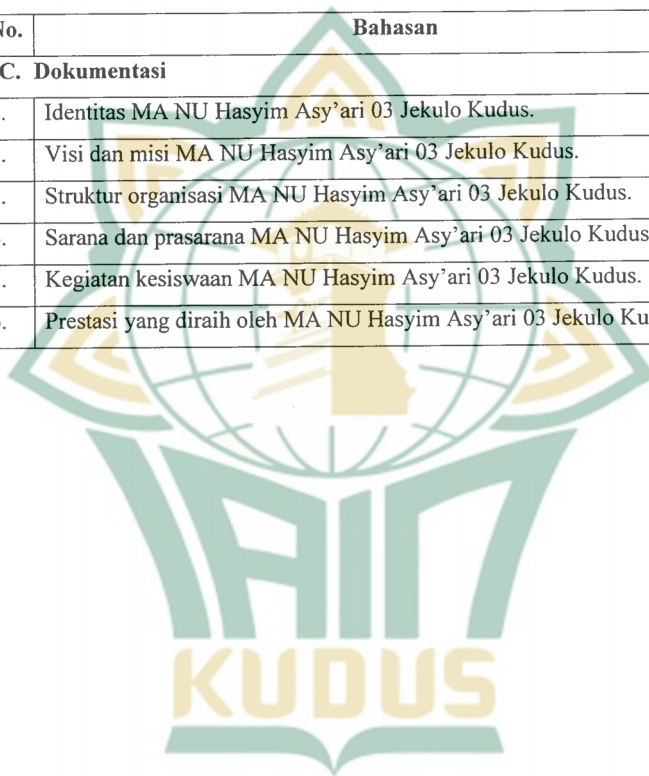 No. Bahasan
C. Dokumentasi
. Identitas MA NU Hasyim Asy'ari 03 Jekulo Kudus.
. Visi dan misi MA NU Hasyim Asy'ari 03 Jekulo Kudus.
. Struktur organisasi MA NU Hasyim Asy'ari 03 Jekulo Kudus.
. Sarana dan prasarana MA NU Hasyim Asy'ari 03 Jekulo Kudus
. Kegiatan kesiswaan MA NU Hasyim Asy'ari 03 Jekulo Kudus.
. Prestasi yang diraih oleh MA NU Hasyim Asy'ari 03 Jekulo Ku
IAIN
KUDUS